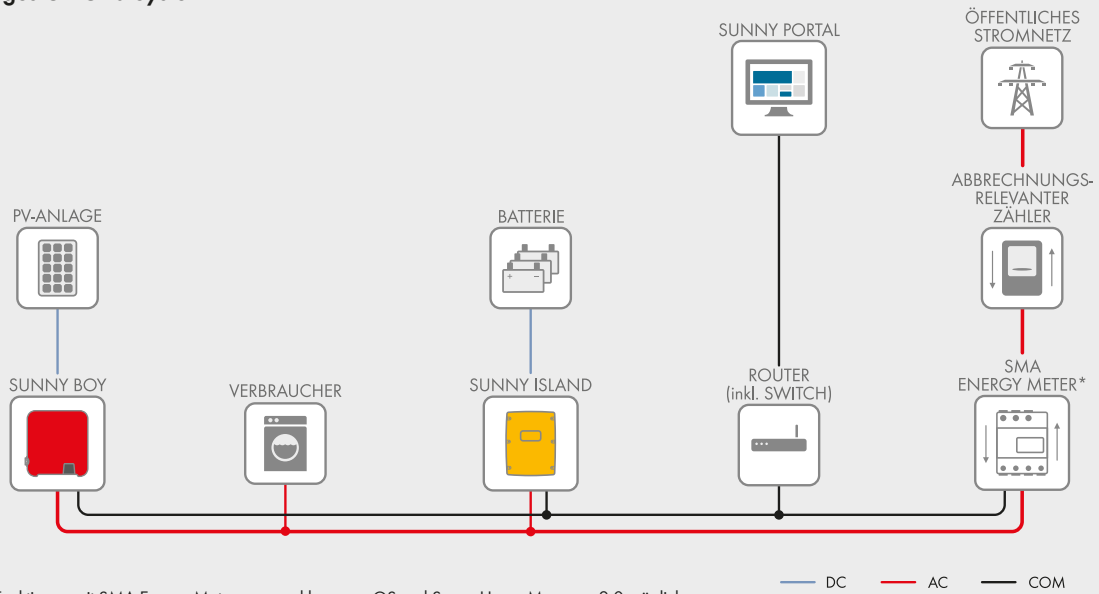 SUNNY PORTAL
ÖFFENTLICHES
STROMNETZ
ABBRECHNUNGS-
RELEVANTER
ZÄHLER
PV-ANLAGE
BATTERIE
SUNNY BOY
VERBRAUCHER
SUNNY ISLAND
ROUTER
(inkl. SWITCH)
SMA
ENERGY METER*
+ −
DC
AC
COM